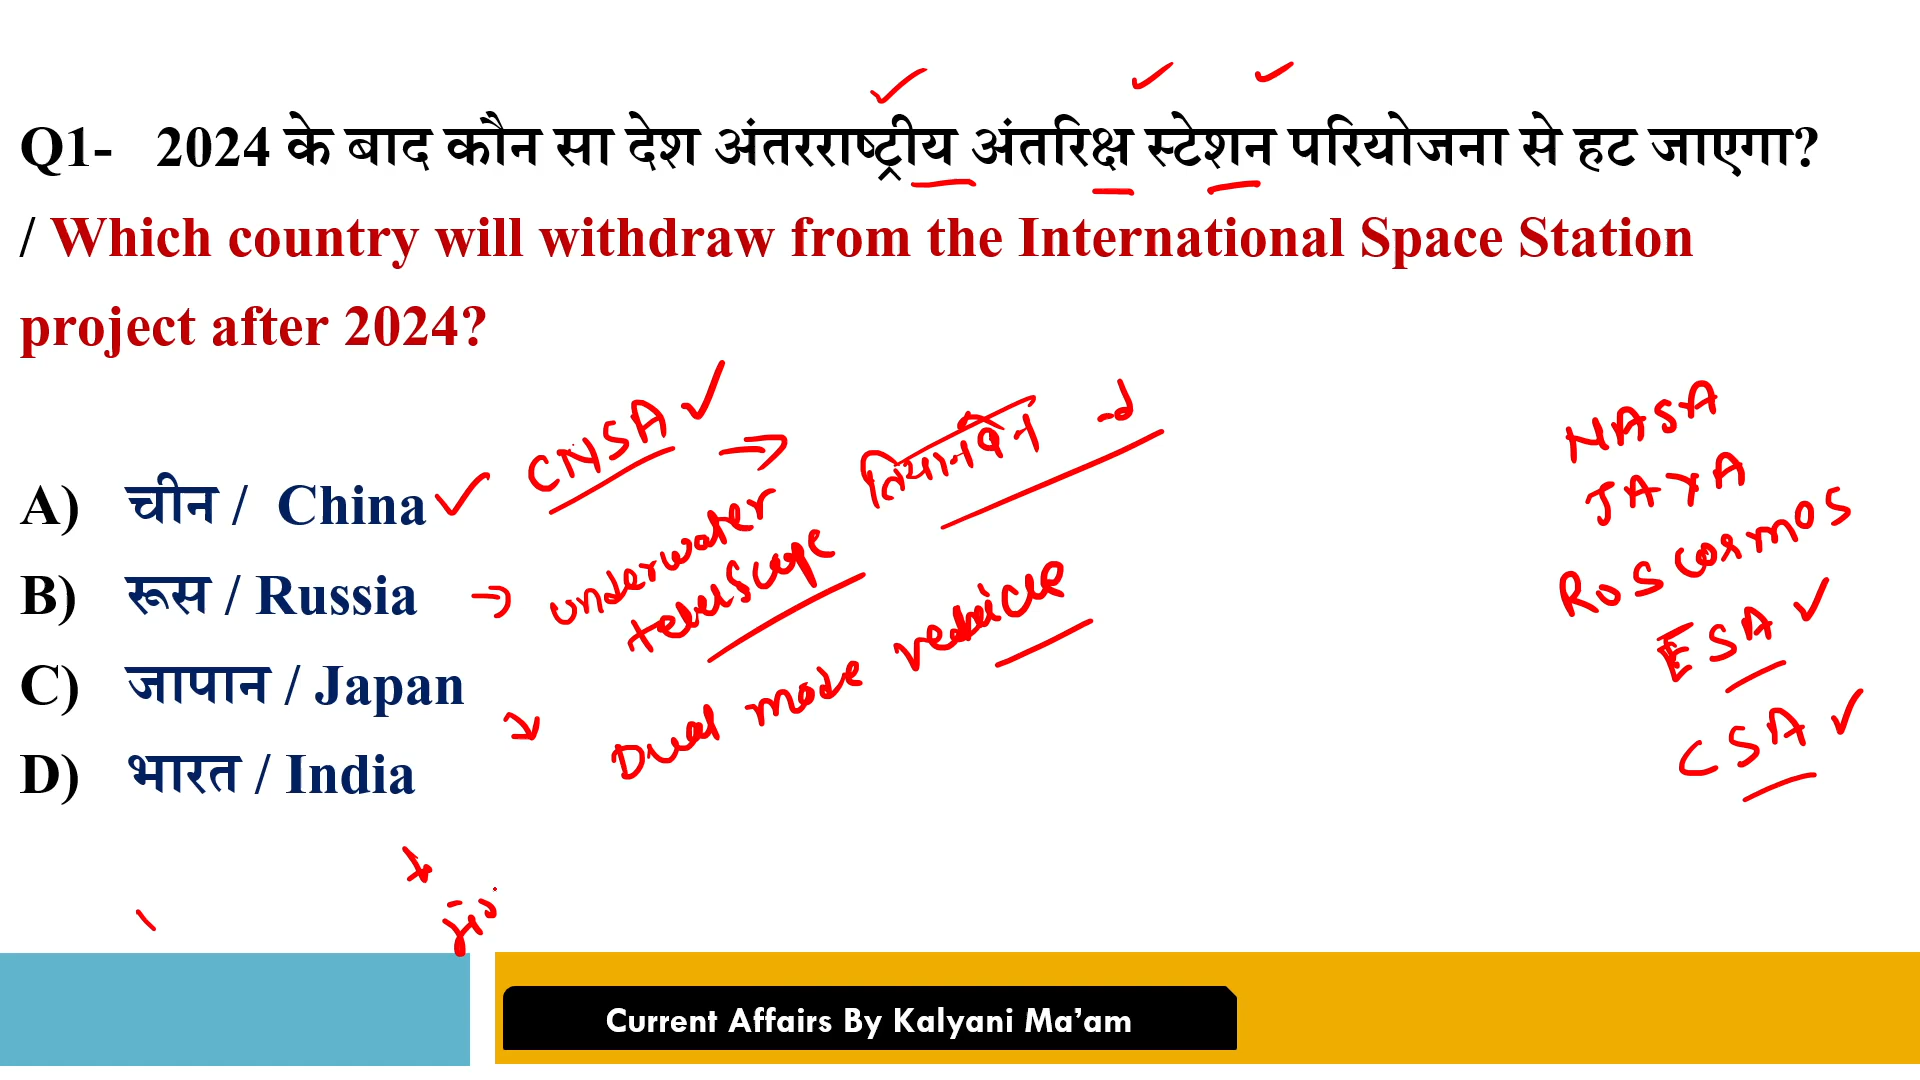 Q1- 2024 के बाद कौन सा देश अंतरराष्ट्रीय अंतरिक्ष स्टेशन परियोजना से हट जाएगा?
/ Which country will withdraw from the International Space Station
project after 2024?
A) चीन / China
B) रूस / Russia
C) जापान / Japan
D) भारत / India
CNSA
underwater
telescope
Dual mode vehicle
NASA
JAXA
Roscosmos
ESA
CSA
Current Affairs By Kalyani Ma’am